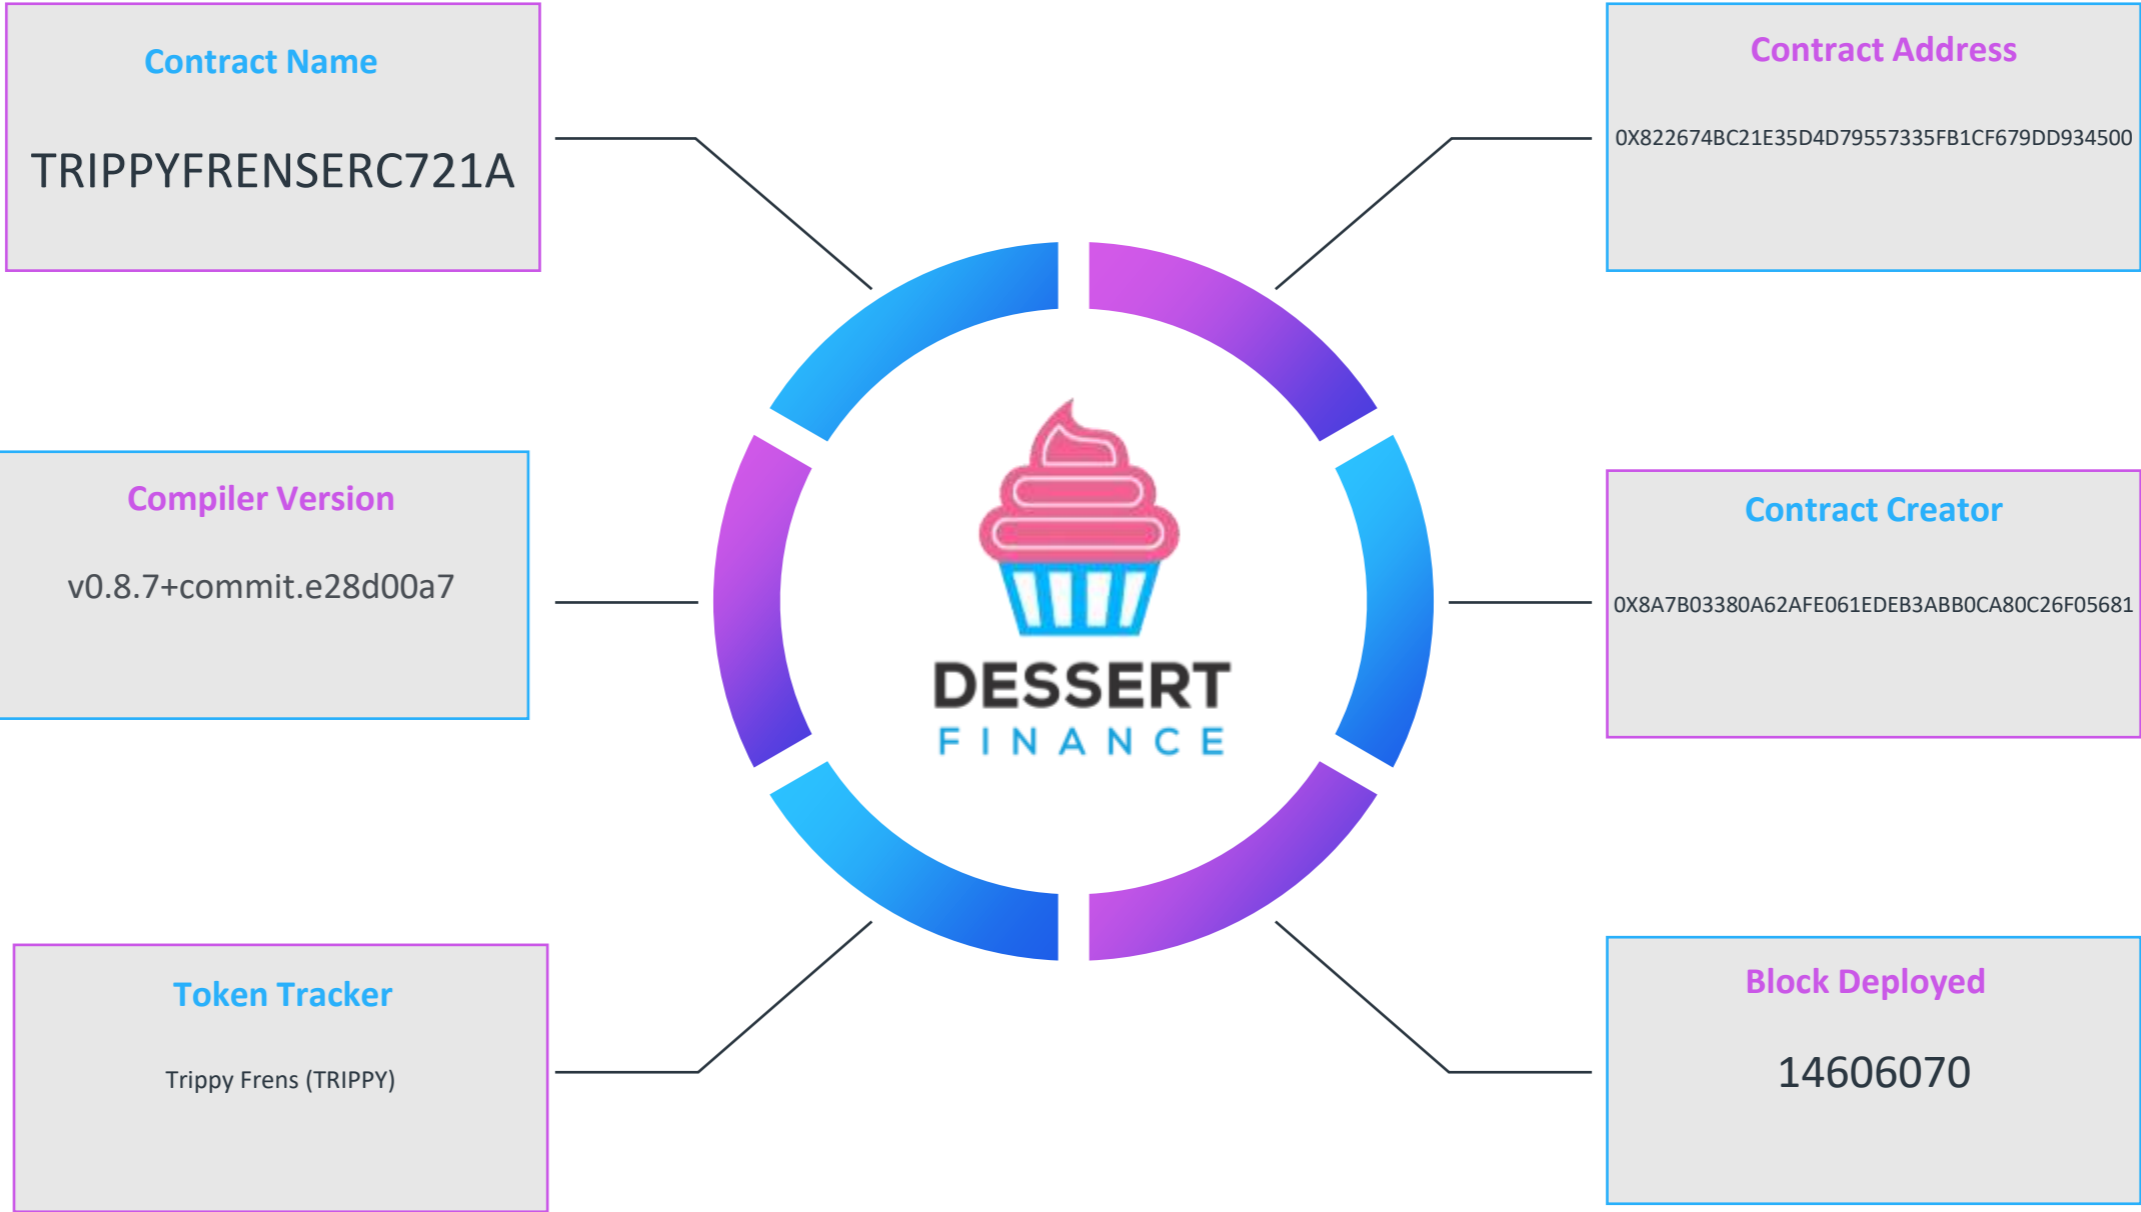 Contract Name
TRIPPYFRENSERC721A
Contract Address
0X822674BC21E35D4D79557335FB1CF679DD934500
Compiler Version
v0.8.7+commit.e28d00a7
DESSERT
FINANCE
Contract Creator
0X8A7B03380A62AFE061EDEB3ABB0CA80C26F05681
Token Tracker
Trippy Frens (TRIPPY)
Block Deployed
14606070